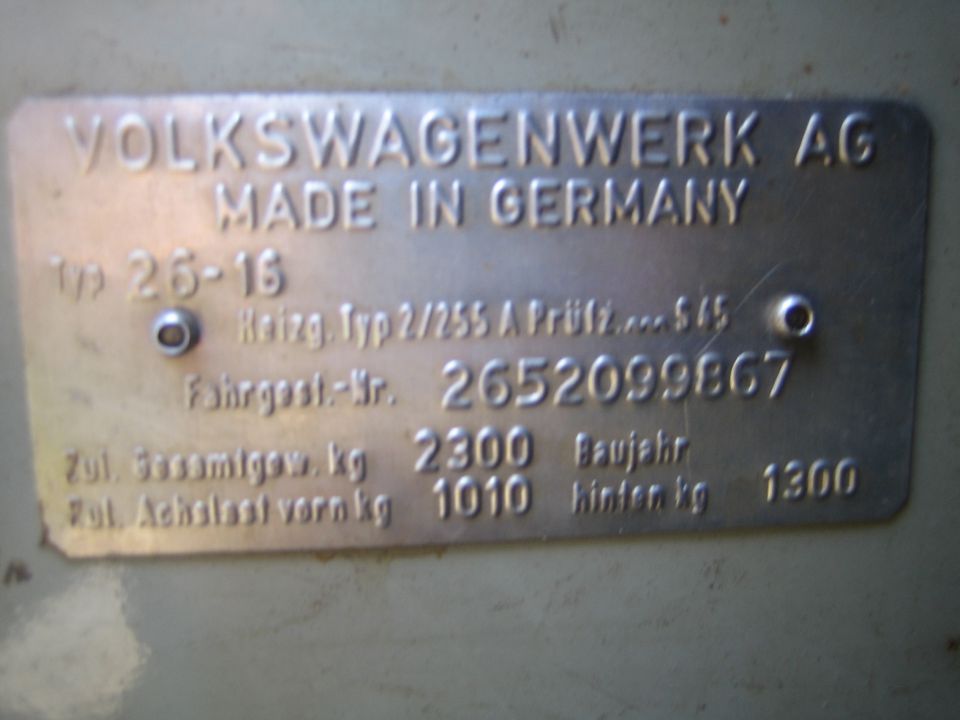 VOLKSWAGENWERK AG
MADE IN GERMANY
Typ 26-16
Heizg. Typ 2/255 A Prüfz.... S 45
Fahrgest.-Nr. 2652099867
Zul. Gesamtgew. kg 2300 Baujahr
Zul. Achslast vorn kg 1010 hinten kg 1300